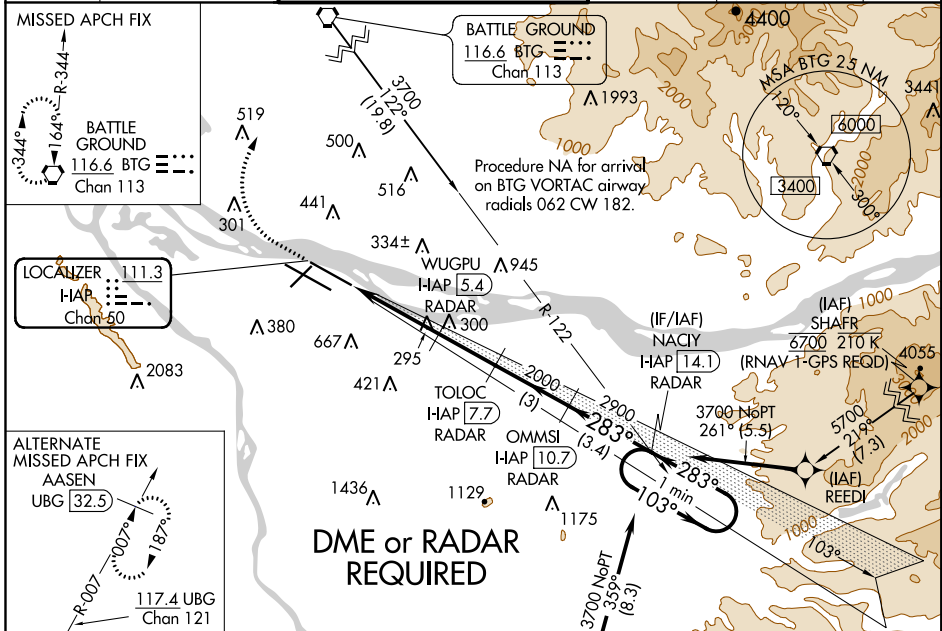 MISSED APCH FIX
R-344
344°
164°
BATTLE
GROUND
116.6 BTG
Chan 113
BATTLE GROUND
116.6 BTG
Chan 113
4400
3000
2000
1000
MSA BTG 25 NM
120°
6000
3400
300°
2000
3441
1993
3700
122°
(19.8)
519
500
516
441
301
334±
Procedure NA for arrival
on BTG VORTAC airway
radials 062 CW 182.
LOCALIZER 111.3
I-IAP
Chan 50
WUGPU
I-IAP 5.4
RADAR
945
R-122
300
380
667
295
421
2083
(IF/IAF)
NACIY
I-IAP 14.1
RADAR
(IAF)
SHAFR
6700 210 K
(RNAV 1-GPS REQD)
1000
4055
2000
5700
219°
(7.3)
3700 NoPT
261° (5.5)
(IAF)
REEDI
TOLOC
I-IAP 7.7
RADAR
2000
(3)
2900
(3.4)
OMMSI
I-IAP 10.7
RADAR
283°
283°
1 min
103°
1000
103°
ALTERNATE
MISSED APCH FIX
AASEN
UBG 32.5
R-007
007°
187°
117.4 UBG
Chan 121
1436
1129
1175
DME or RADAR
REQUIRED
3700 NoPT
359°
(8.3)